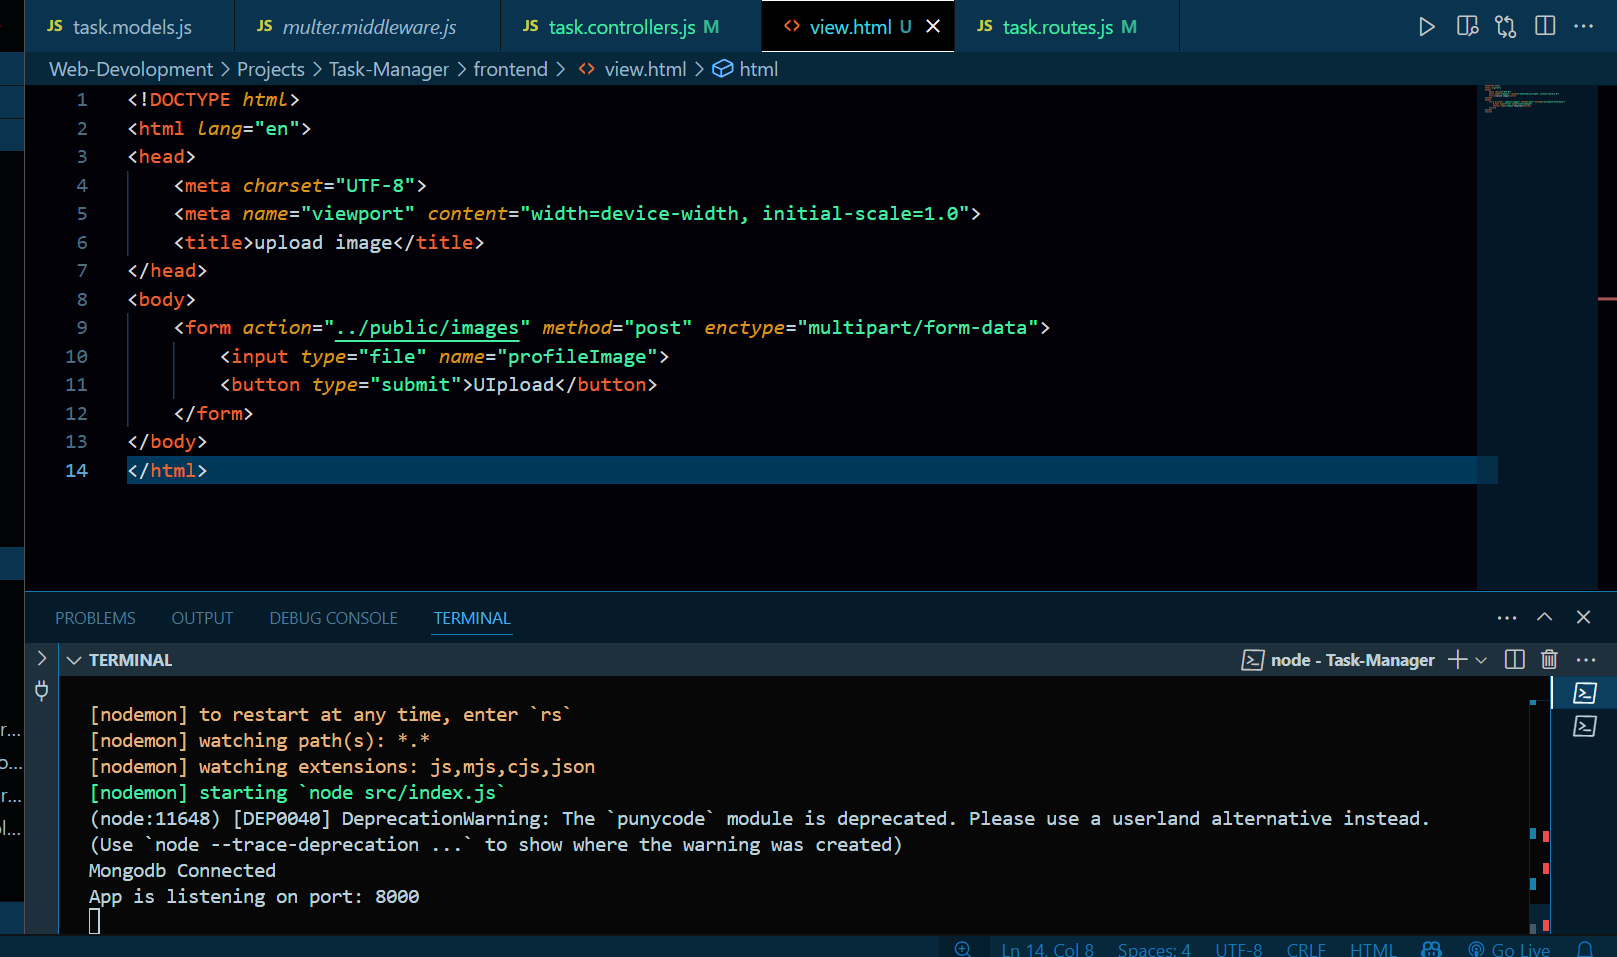 JS task.models.js JS multer.middleware.js JS task.controllers.js M <> view.html U JS task.routes.js M
Web-Devolopment > Projects > Task-Manager > frontend > <> view.html > html
1 <!DOCTYPE html>
2 <html lang="en">
3 <head>
4 <meta charset="UTF-8">
5 <meta name="viewport" content="width=device-width, initial-scale=1.0">
6 <title>upload image</title>
7 </head>
8 <body>
9 <form action="../public/images" method="post" enctype="multipart/form-data">
10 <input type="file" name="profileImage">
11 <button type="submit">UIpload</button>
12 </form>
13 </body>
14 </html>
PROBLEMS OUTPUT DEBUG CONSOLE TERMINAL
TERMINAL node - Task-Manager
[nodemon] to restart at any time, enter `rs`
[nodemon] watching path(s): *.*
[nodemon] watching extensions: js,mjs,cjs,json
[nodemon] starting `node src/index.js`
(node:11648) [DEP0040] DeprecationWarning: The `punycode` module is deprecated. Please use a userland alternative instead.
(Use `node --trace-deprecation ...` to show where the warning was created)
Mongodb Connected
App is listening on port: 8000
Ln 14, Col 8 Spaces: 4 UTF-8 CRLF HTML Go Live